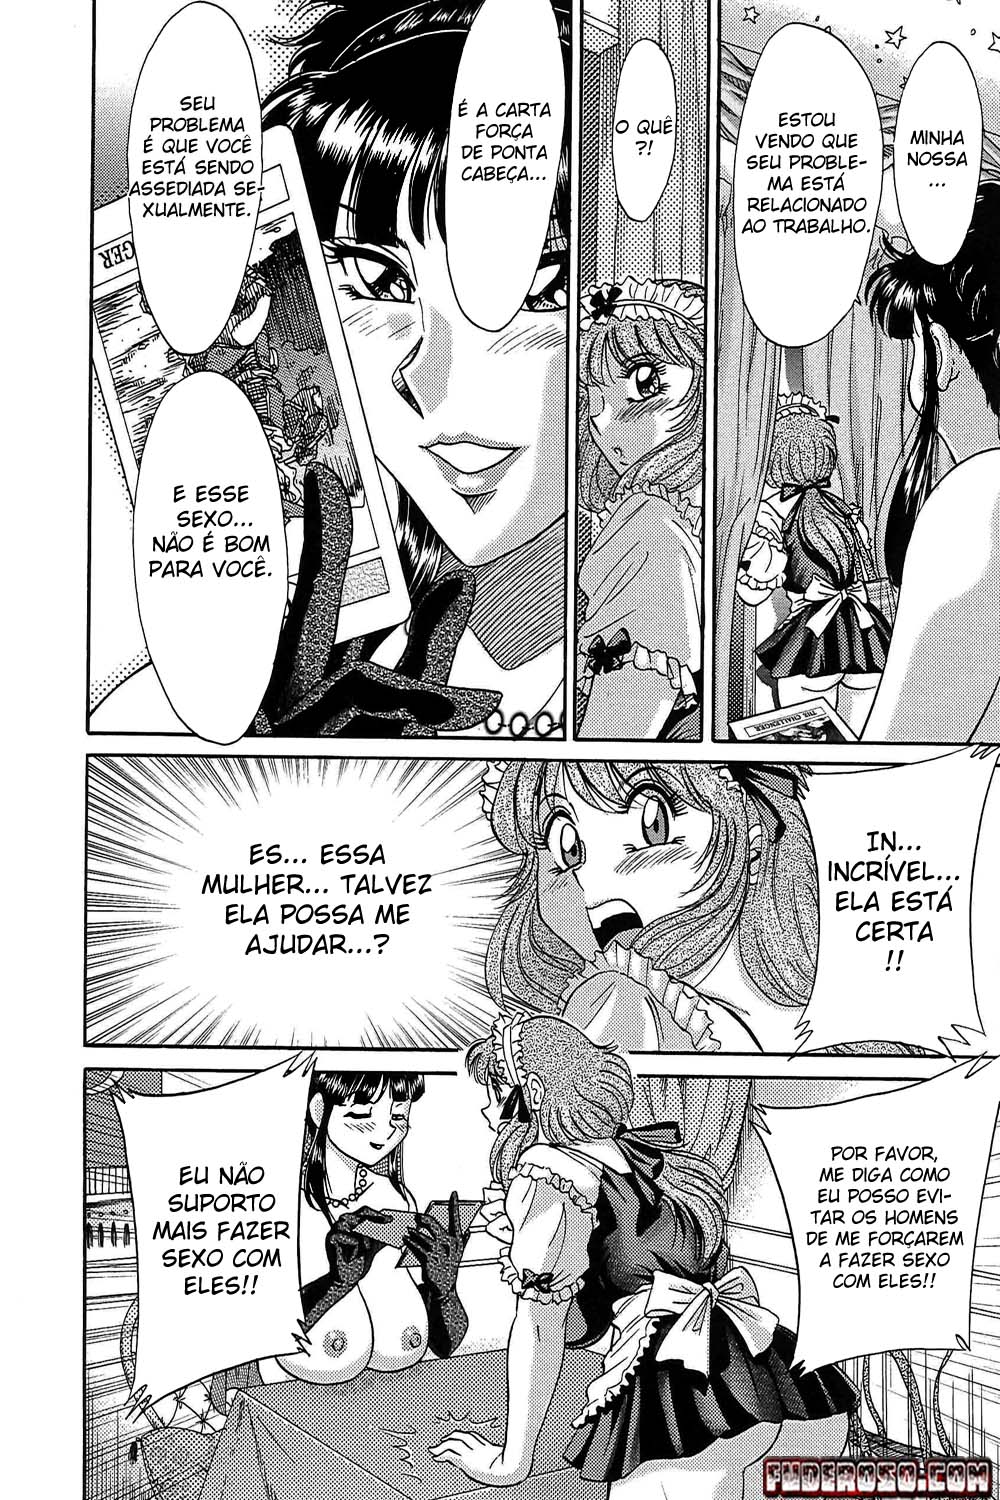 MINHA
NOSSA
...
ESTOU
VENDO QUE
SEU PROBLE-
MA ESTÁ
RELACIONADO
AO TRABALHO.
O QUÊ
?!
É A CARTA
FORÇA
DE PONTA
CABEÇA...
SEU
PROBLEMA
É QUE VOCÊ
ESTÁ SENDO
ASSEDIADA SE-
XUALMENTE.
E ESSE
SEXO...
NÃO É BOM
PARA VOCÊ.
THE CHALENGER
IN...
INCRÍVEL...
ELA ESTÁ
CERTA
!!
ES... ESSA
MULHER... TALVEZ
ELA POSSA ME
AJUDAR...?
POR FAVOR,
ME DIGA COMO
EU POSSO EVI-
TAR OS HOMENS
DE ME FORÇAREM
A FAZER SEXO
COM ELES!!
EU NÃO
SUPORTO
MAIS FAZER
SEXO COM
ELES!!
FUDEROSO.COM